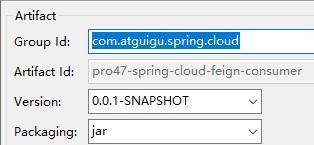 Artifact
Group Id: com.atguigu.spring.cloud
Artifact Id: pro47-spring-cloud-feign-consumer
Version: 0.0.1-SNAPSHOT
Packaging: jar